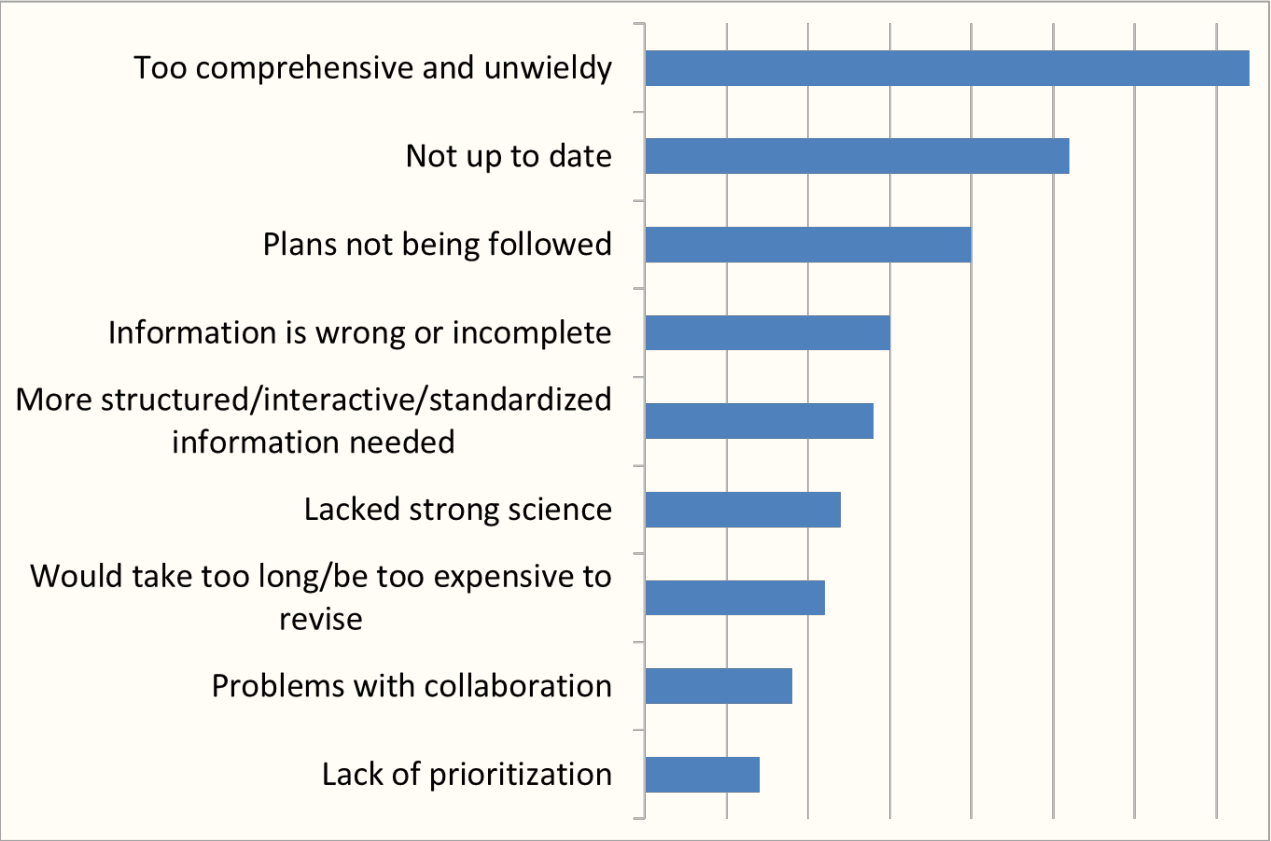 Too comprehensive and unwieldy
Not up to date
Plans not being followed
Information is wrong or incomplete
More structured/interactive/standardized
information needed
Lacked strong science
Would take too long/be too expensive to
revise
Problems with collaboration
Lack of prioritization